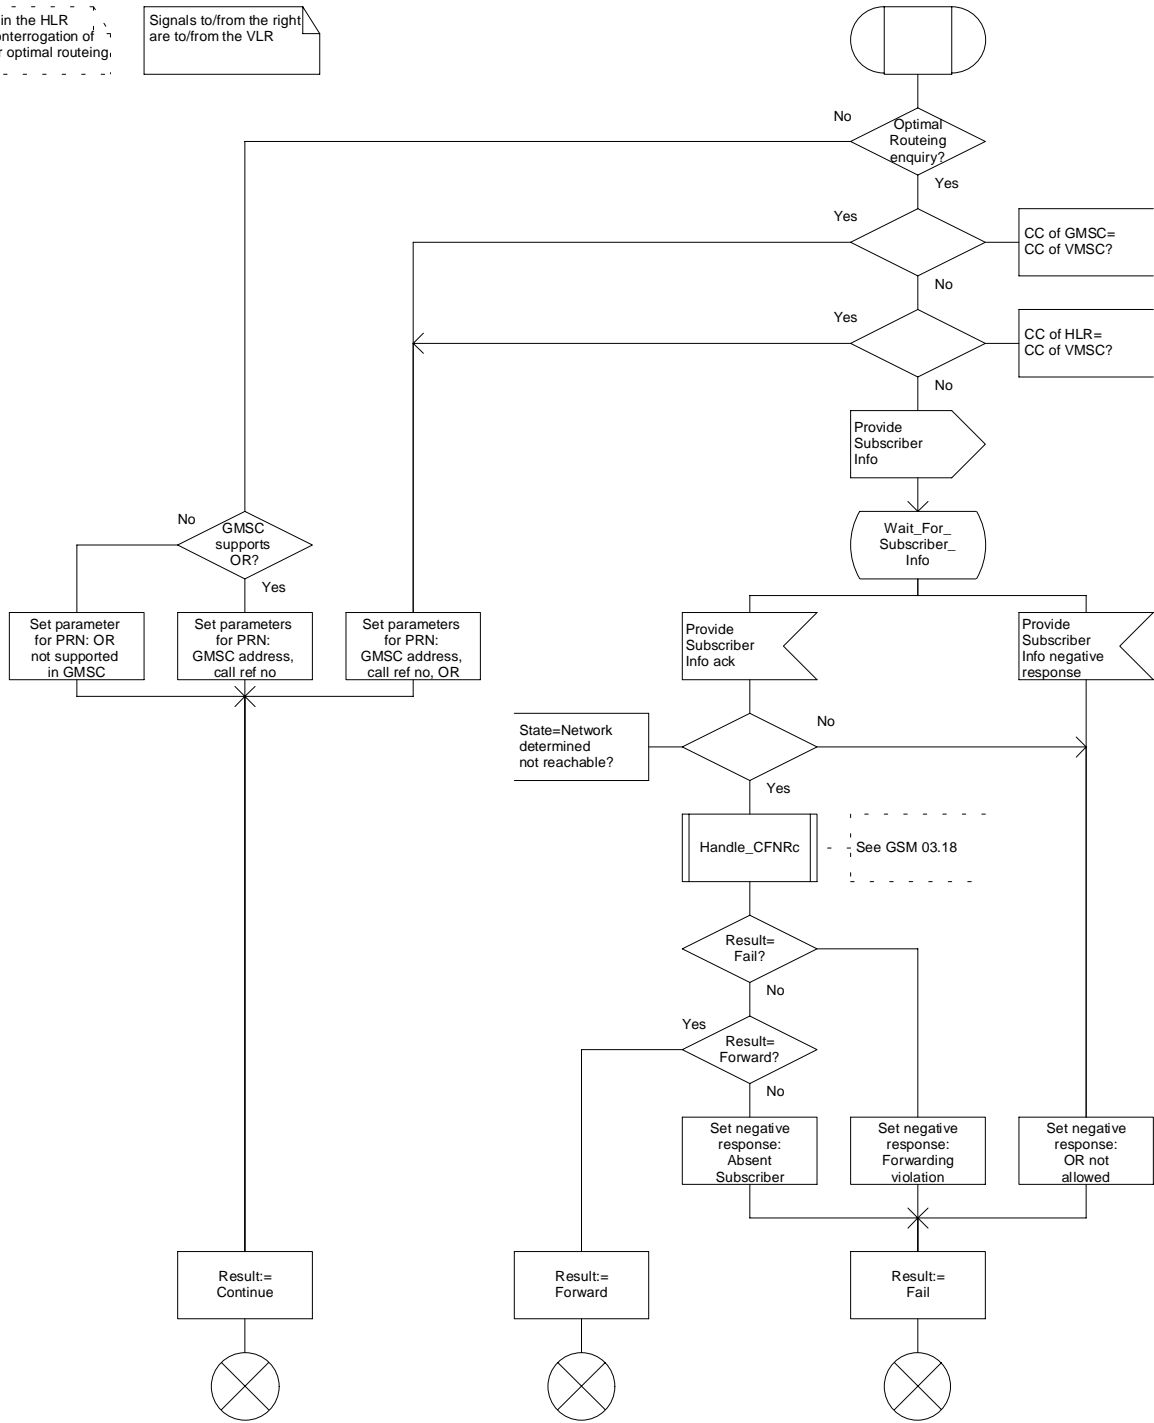 in the HLR
nterrogation of
r optimal routeing.
Signals to/from the right
are to/from the VLR
No
Optimal
Routeing
enquiry?
Yes
Yes
CC of GMSC=
CC of VMSC?
No
Yes
CC of HLR=
CC of VMSC?
No
Provide
Subscriber
Info
No
GMSC
supports
OR?
Yes
Wait_For_
Subscriber_
Info
Set parameter
for PRN: OR
not supported
in GMSC
Set parameters
for PRN:
GMSC address,
call ref no
Set parameters
for PRN:
GMSC address,
call ref no, OR
Provide
Subscriber
Info ack
Provide
Subscriber
Info negative
response
State=Network
determined
not reachable?
No
Yes
Handle_CFNRc
See GSM 03.18
Result=
Fail?
No
Yes
Result=
Forward?
No
Set negative
response:
Absent
Subscriber
Set negative
response:
Forwarding
violation
Set negative
response:
OR not
allowed
Result:=
Continue
Result:=
Forward
Result:=
Fail